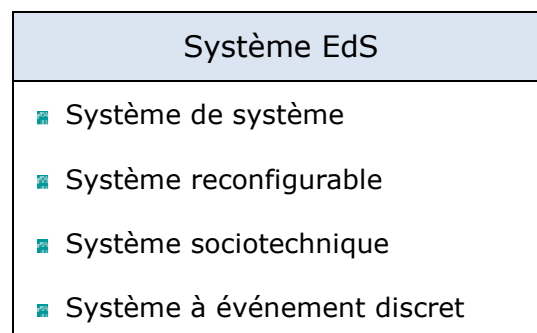 Système EdS
Système de système
Système reconfigurable
Système sociotechnique
Système à événement discret